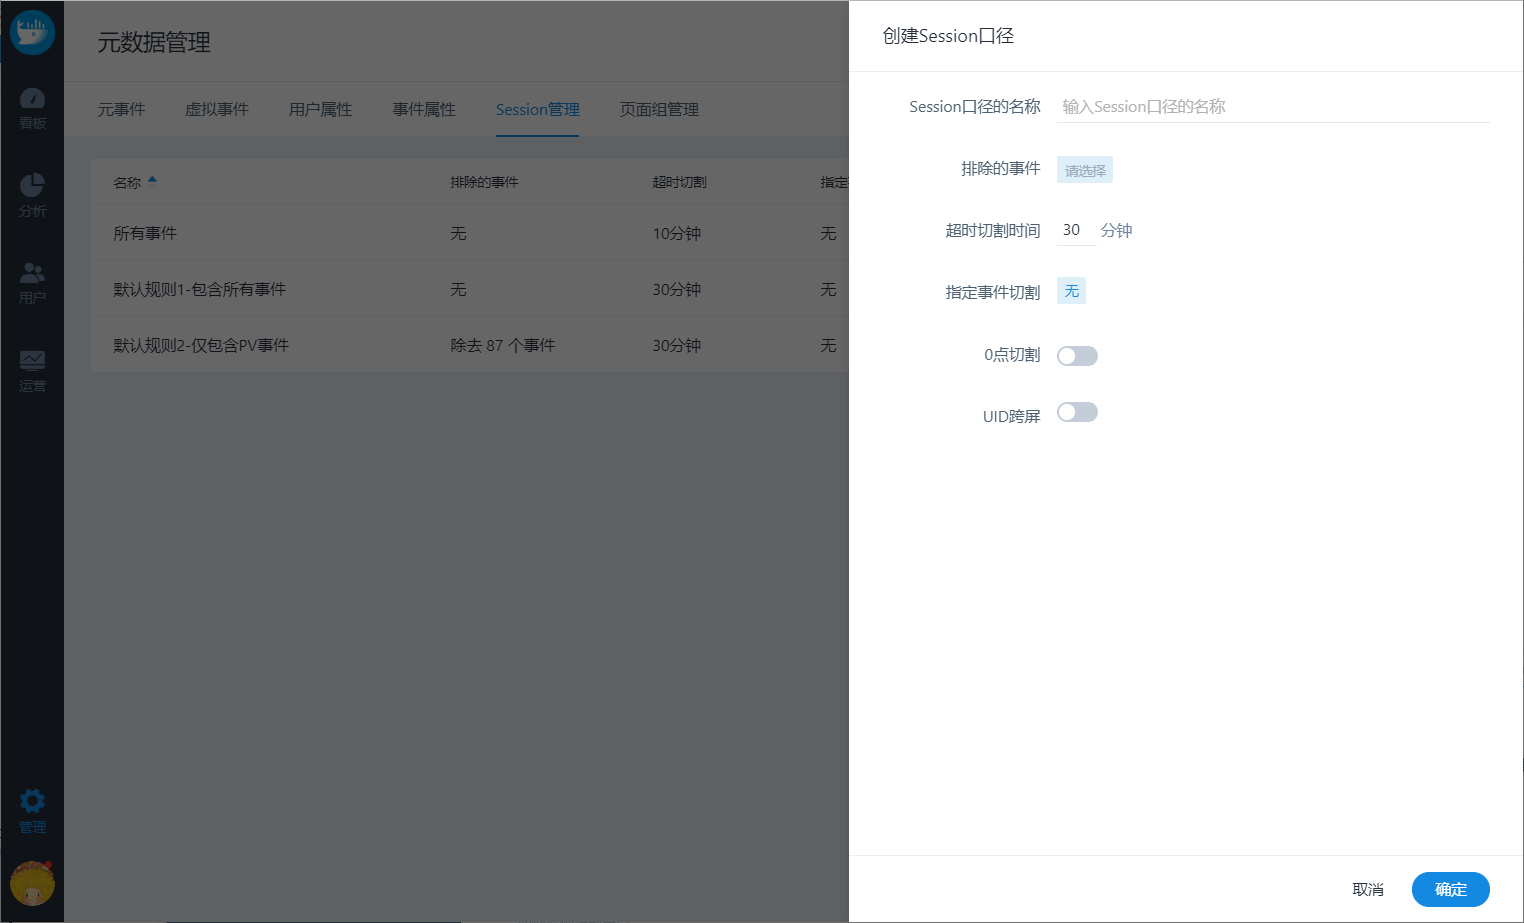 元数据管理
元事件 虚拟事件 用户属性 事件属性 Session管理 页面组管理
名称 排除的事件 超时切割 指定
所有事件 无 10分钟 无
默认规则1-包含所有事件 无 30分钟 无
默认规则2-仅包含PV事件 除去 87 个事件 30分钟 无
看板
分析
用户
运营
管理
创建Session口径
Session口径的名称 输入Session口径的名称
排除的事件 请选择
超时切割时间 30 分钟
指定事件切割 无
0点切割
UID跨屏
取消 确定